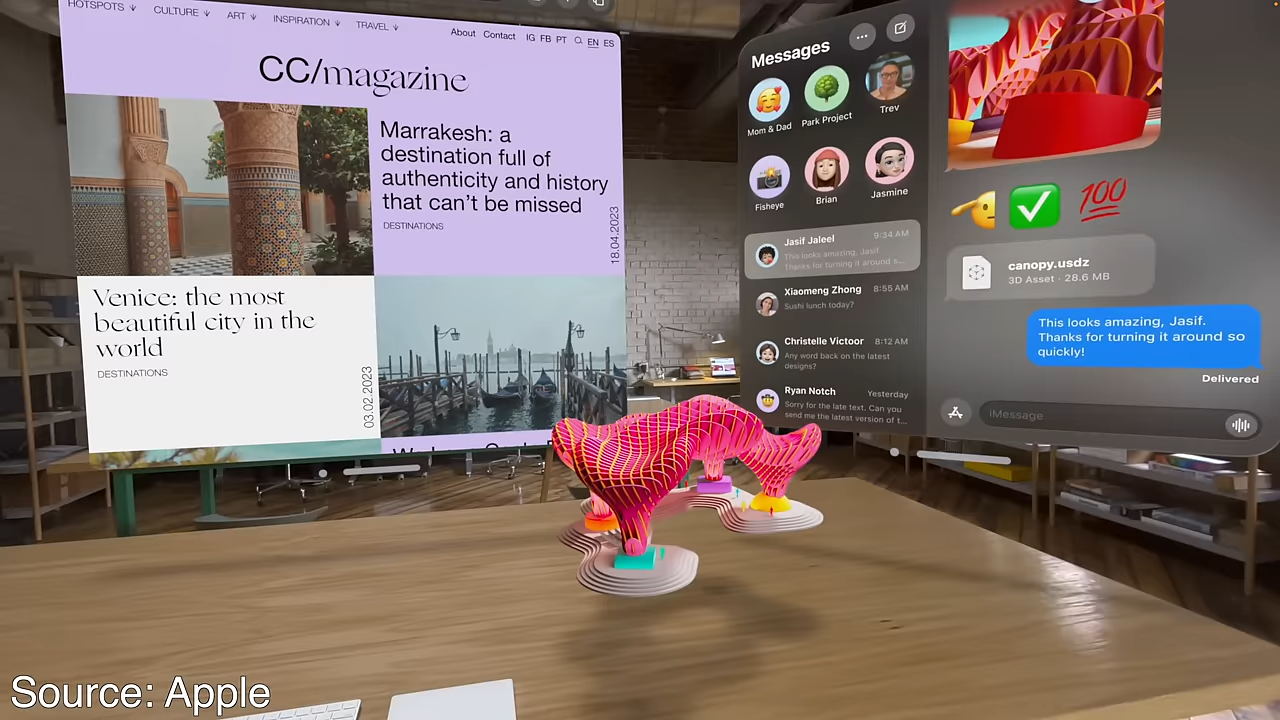 HOTSPOTS ↓ CULTURE ↓ ART ↓ INSPIRATION ↓ TRAVEL ↓
About Contact IG FB PT EN ES
CC/magazine
Marrakesh: a
destination full of
authenticity and history
that can't be missed
DESTINATIONS
18.04.2023
Venice: the most
beautiful city in the
world
DESTINATIONS
03.02.2023
Messages
Mom & Dad
Park Project
Trev
Fisheye
Brian
Jasmine
Jasif Jaleel 9:34 AM
This looks amazing, Jasif.
Thanks for turning it around s...
Xiaomeng Zhong 8:55 AM
Sushi lunch today?
Christelle Victoor 8:12 AM
Any word back on the latest
designs?
Ryan Notch Yesterday
Sorry for the late text. Can you
send me the latest version of t...
100
canopy.usdz
3D Asset · 28.6 MB
This looks amazing, Jasif.
Thanks for turning it around so
quickly!
Delivered
iMessage
Source: Apple